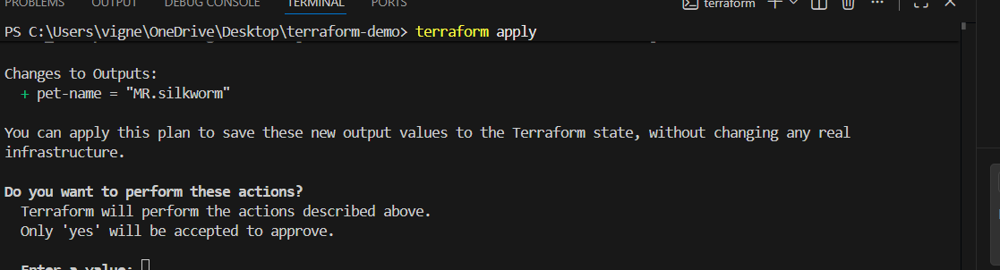 PROBLEMS OUTPUT DEBUG CONSOLE TERMINAL PORTS terraform
PS C:\Users\vigne\OneDrive\Desktop\terraform-demo> terraform apply
Changes to Outputs:
+ pet-name = "MR.silkworm"
You can apply this plan to save these new output values to the Terraform state, without changing any real
infrastructure.
Do you want to perform these actions?
Terraform will perform the actions described above.
Only 'yes' will be accepted to approve.
Enter a value: